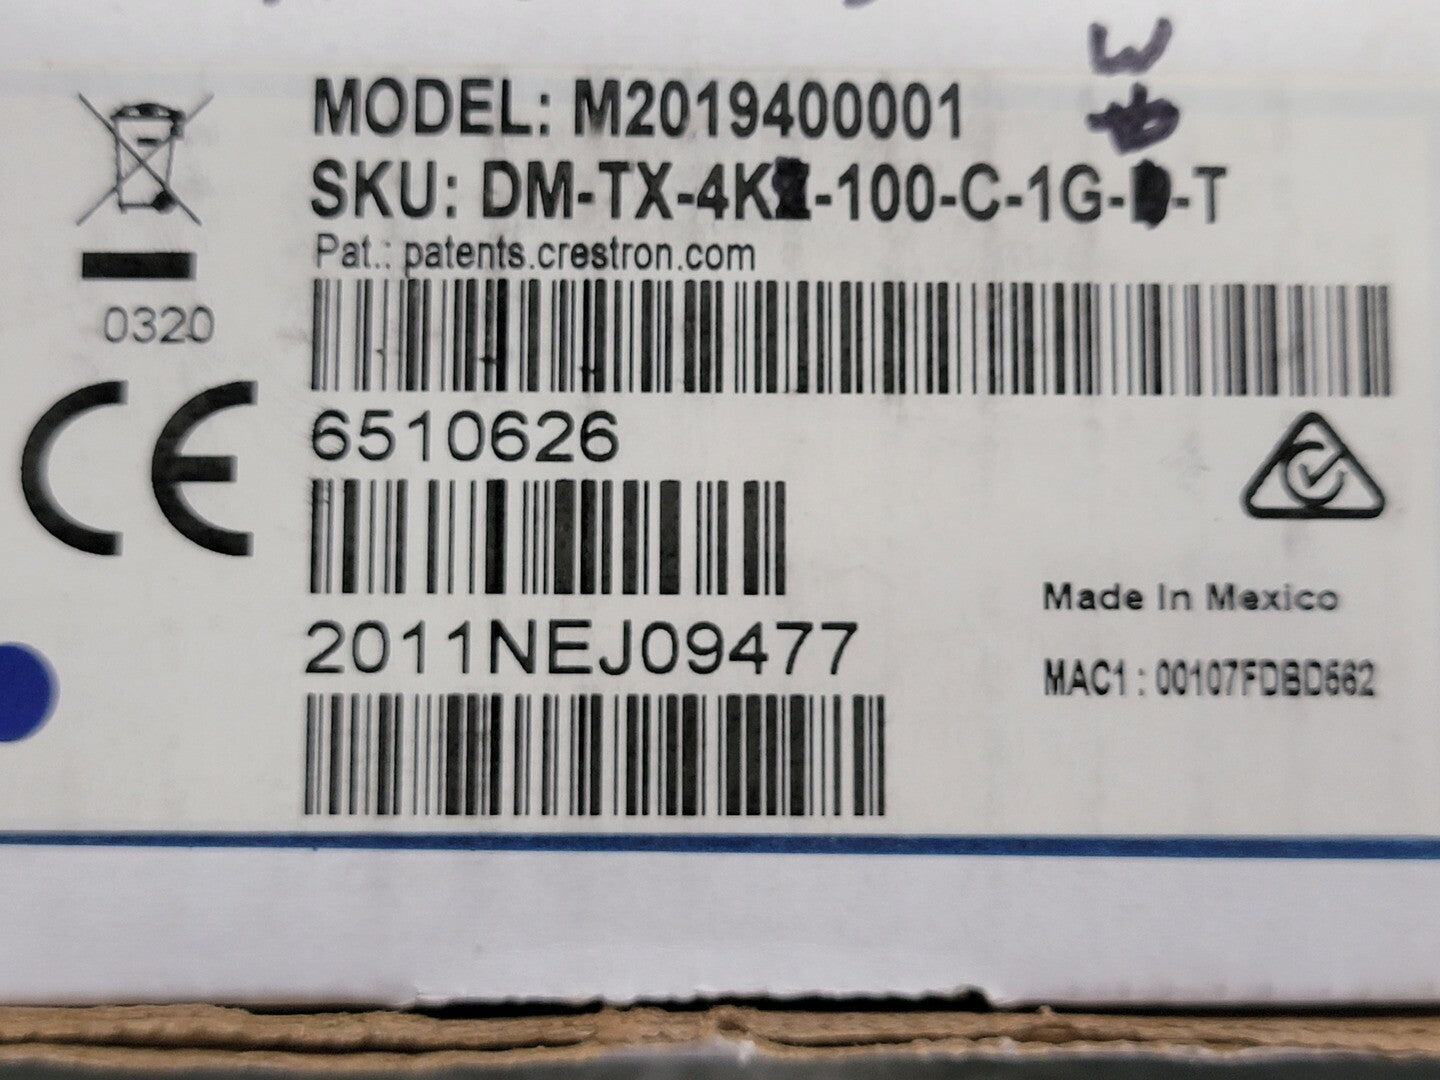 W
MODEL: M2019400001
SKU: DM-TX-4K-100-C-1G-T
Pat.: patents.crestron.com
0320
CE
6510626
2011NEJ09477
Made In Mexico
MAC1 : 00107FDBD562